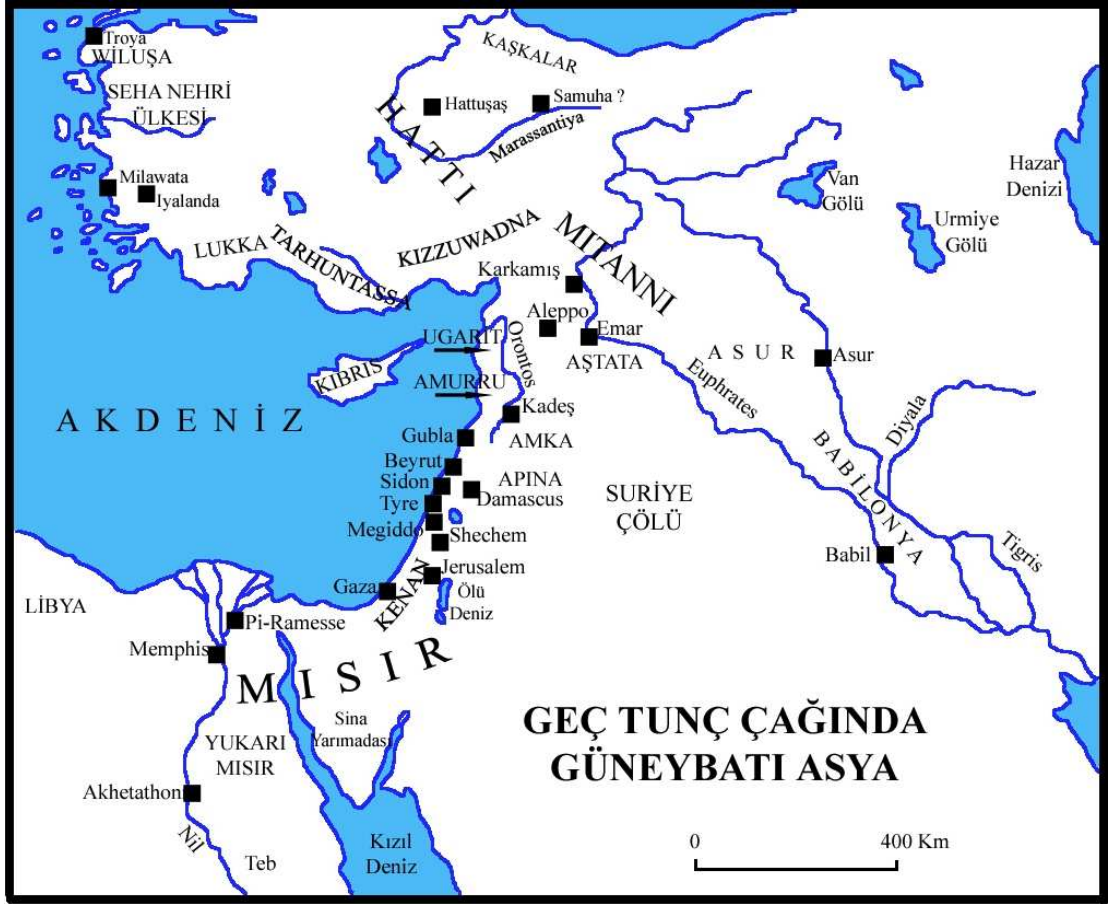 Troya
WİLUŞA
SEHA NEHRİ
ÜLKESİ
KAŞKALAR
HATTI
Hattuşaş
Samuha ?
Marassantiya
Milawata
Iyalanda
Van
Gölü
Hazar
Denizi
Urmiye
Gölü
LUKKA
TARHUNTASSA
KIZZUWADNA
MITANNI
Karkamış
Aleppo
Emar
AŞTATA
UGARIT
Orontos
AMURRU
KIBRIS
ASUR
Asur
Euphrates
AKDENİZ
Kadeş
AMKA
Gubla
Beyrut
Sidon
APINA
Damascus
Tyre
Megiddo
Shechem
SURİYE
ÇÖLÜ
Diyala
BABİLONYA
Babil
Tigris
Jerusalem
Gaza
KENAN
Ölü
Deniz
LİBYA
Pi-Ramesse
Memphis
MISIR
Sina
Yarımadası
YUKARI
MISIR
Akhetathon
Nil
Teb
Kızıl
Deniz
GEÇ TUNÇ ÇAĞINDA
GÜNEYBATI ASYA
0 400 Km